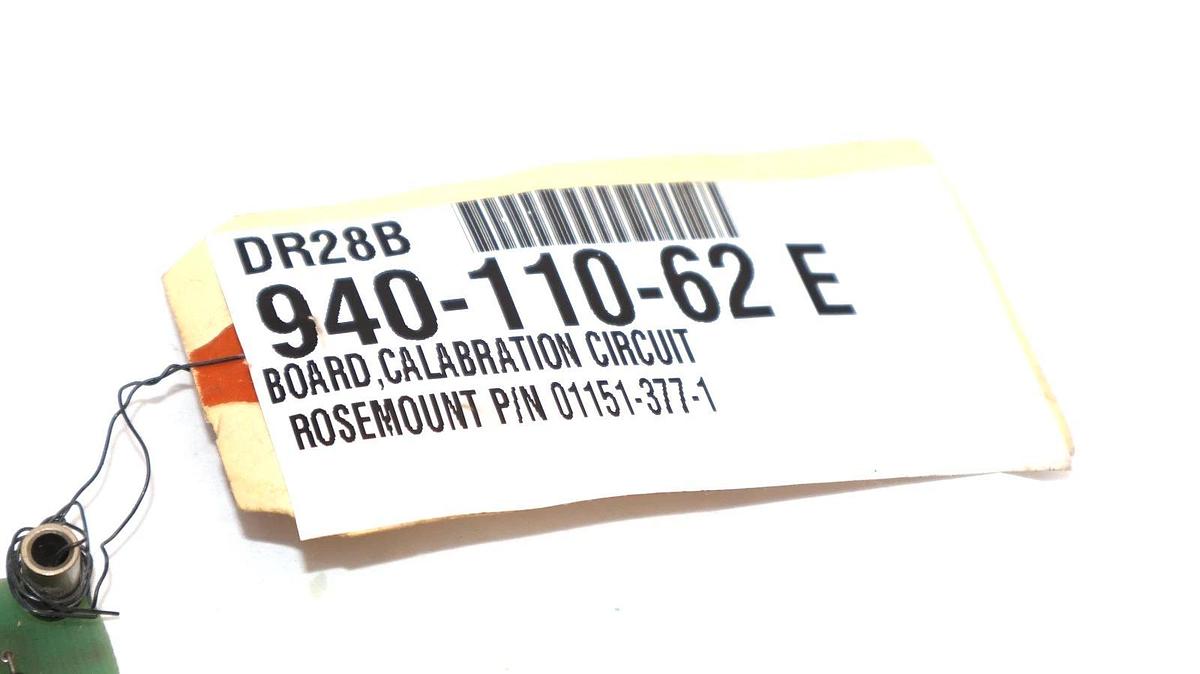 DR28B
940-110-62 E
BOARD,CALABRATION CIRCUIT
ROSEMOUNT P/N 01151-377-1